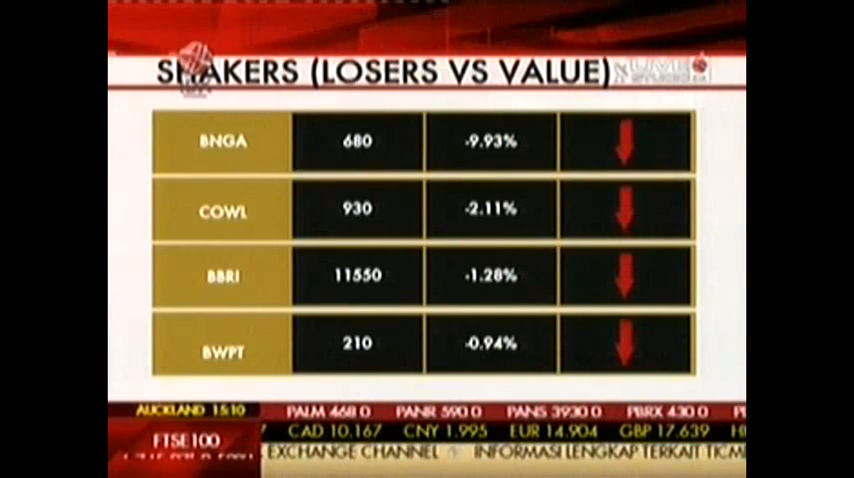 SHAKERS (LOSERS VS VALUE)
LIVE
BNGA 680 -9.93%
COWL 930 -2.11%
BBRI 11550 -1.28%
BWPT 210 -0.94%
AUCKLAND 15:10 PALM 468 0 PANR 590 0 PANS 3930 0 PBRX 430 0
CAD 10.167 CNY 1.995 EUR 14.904 GBP 17.639
FTSE100
EXCHANGE CHANNEL INFORMASI LENGKAP TERKAIT